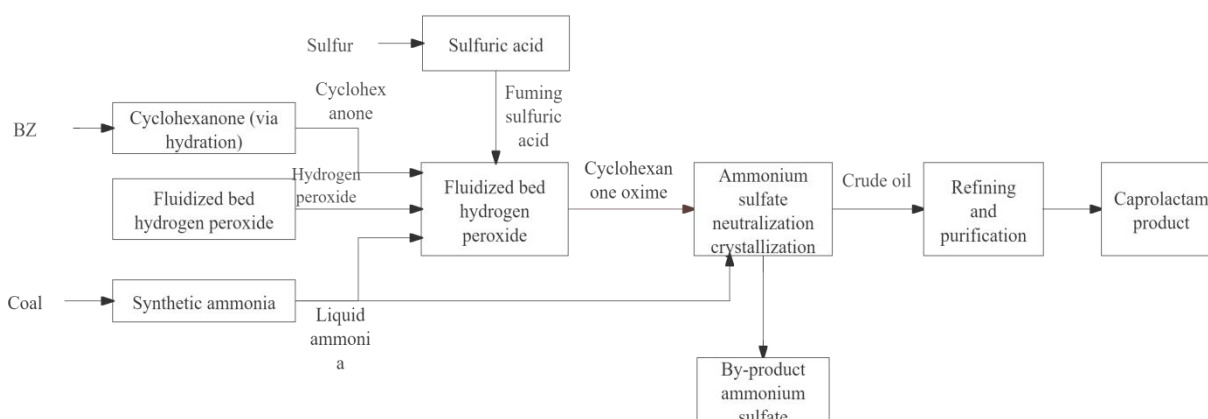 Sulfur
Sulfuric acid
Cyclohex
anone
Fuming
sulfuric
acid
BZ
Cyclohexanone (via
hydration)
Hydrogen
peroxide
Fluidized bed
hydrogen peroxide
Fluidized bed
hydrogen
peroxide
Cyclohexan
one oxime
Ammonium
sulfate
neutralization
crystallization
Crude oil
Refining
and
purification
Caprolactam
product
Coal
Synthetic ammonia
Liquid
ammoni
a
By-product
ammonium
sulfate